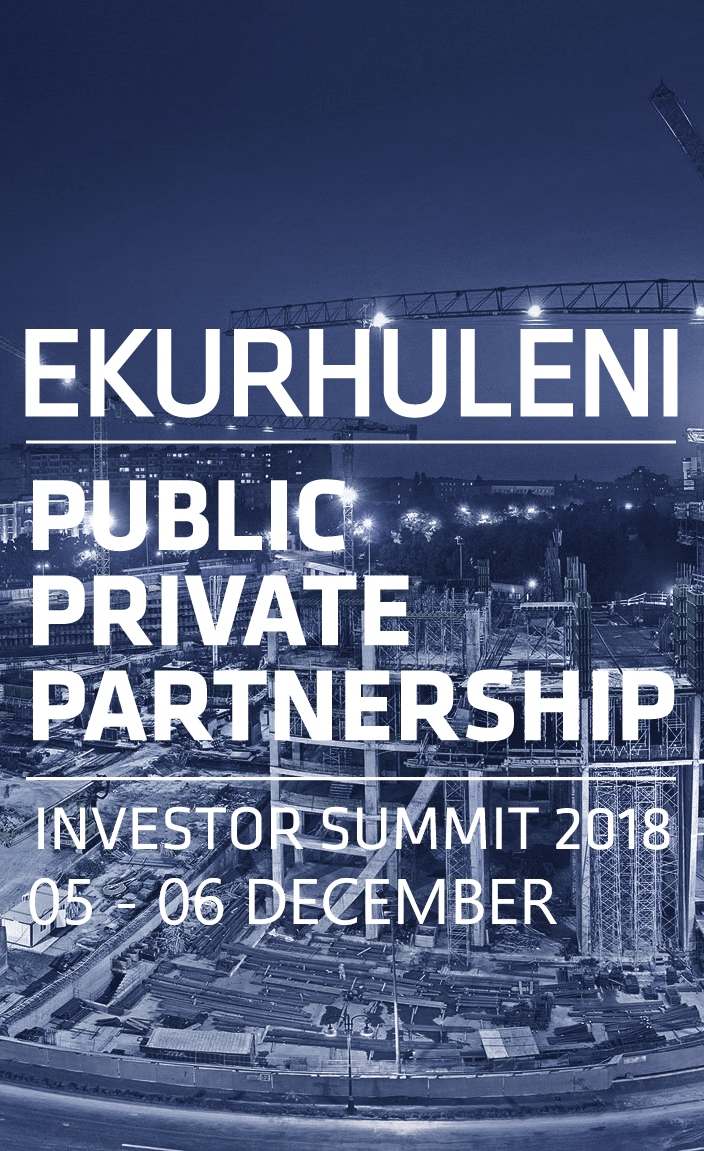 EKURHULENI
PUBLIC
PRIVATE
PARTNERSHIP
INVESTOR SUMMIT 2018
05 - 06 DECEMBER